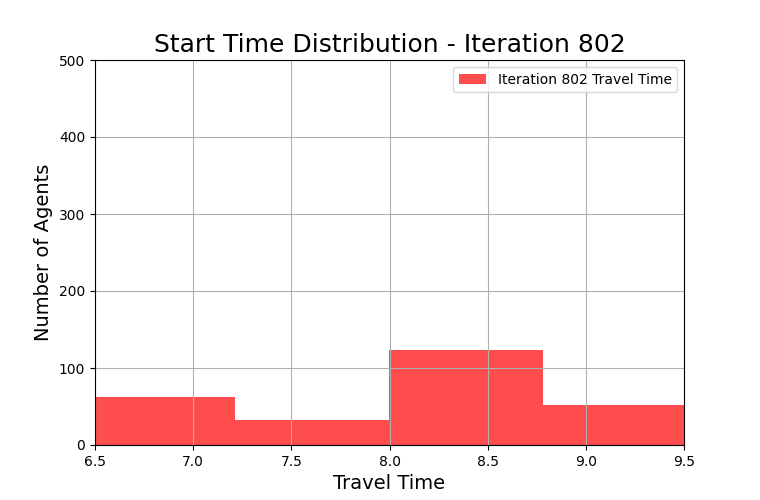 Start Time Distribution - Iteration 802
Iteration 802 Travel Time
Number of Agents
500
400
300
200
100
0
6.5 7.0 7.5 8.0 8.5 9.0 9.5
Travel Time